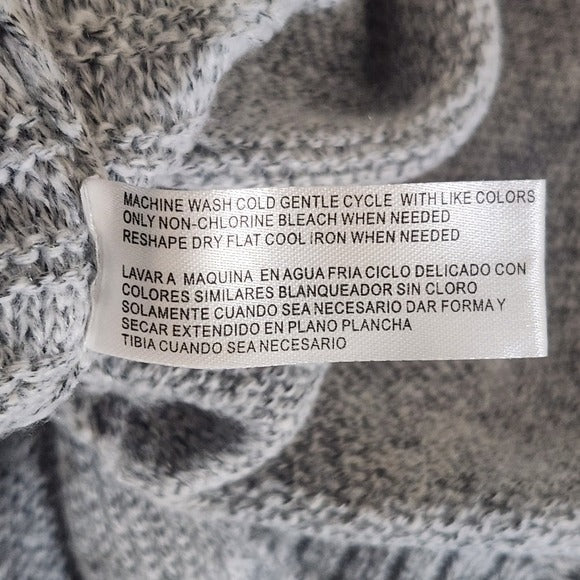 MACHINE WASH COLD GENTLE CYCLE WITH LIKE COLORS
ONLY NON-CHLORINE BLEACH WHEN NEEDED
RESHAPE DRY FLAT COOL IRON WHEN NEEDED
LAVAR A MAQUINA EN AGUA FRIA CICLO DELICADO CON
COLORES SIMILARES BLANQUEADOR SIN CLORO
SOLAMENTE CUANDO SEA NECESARIO DAR FORMA Y
SECAR EXTENDIDO EN PLANO PLANCHA
TIBIA CUANDO SEA NECESARIO